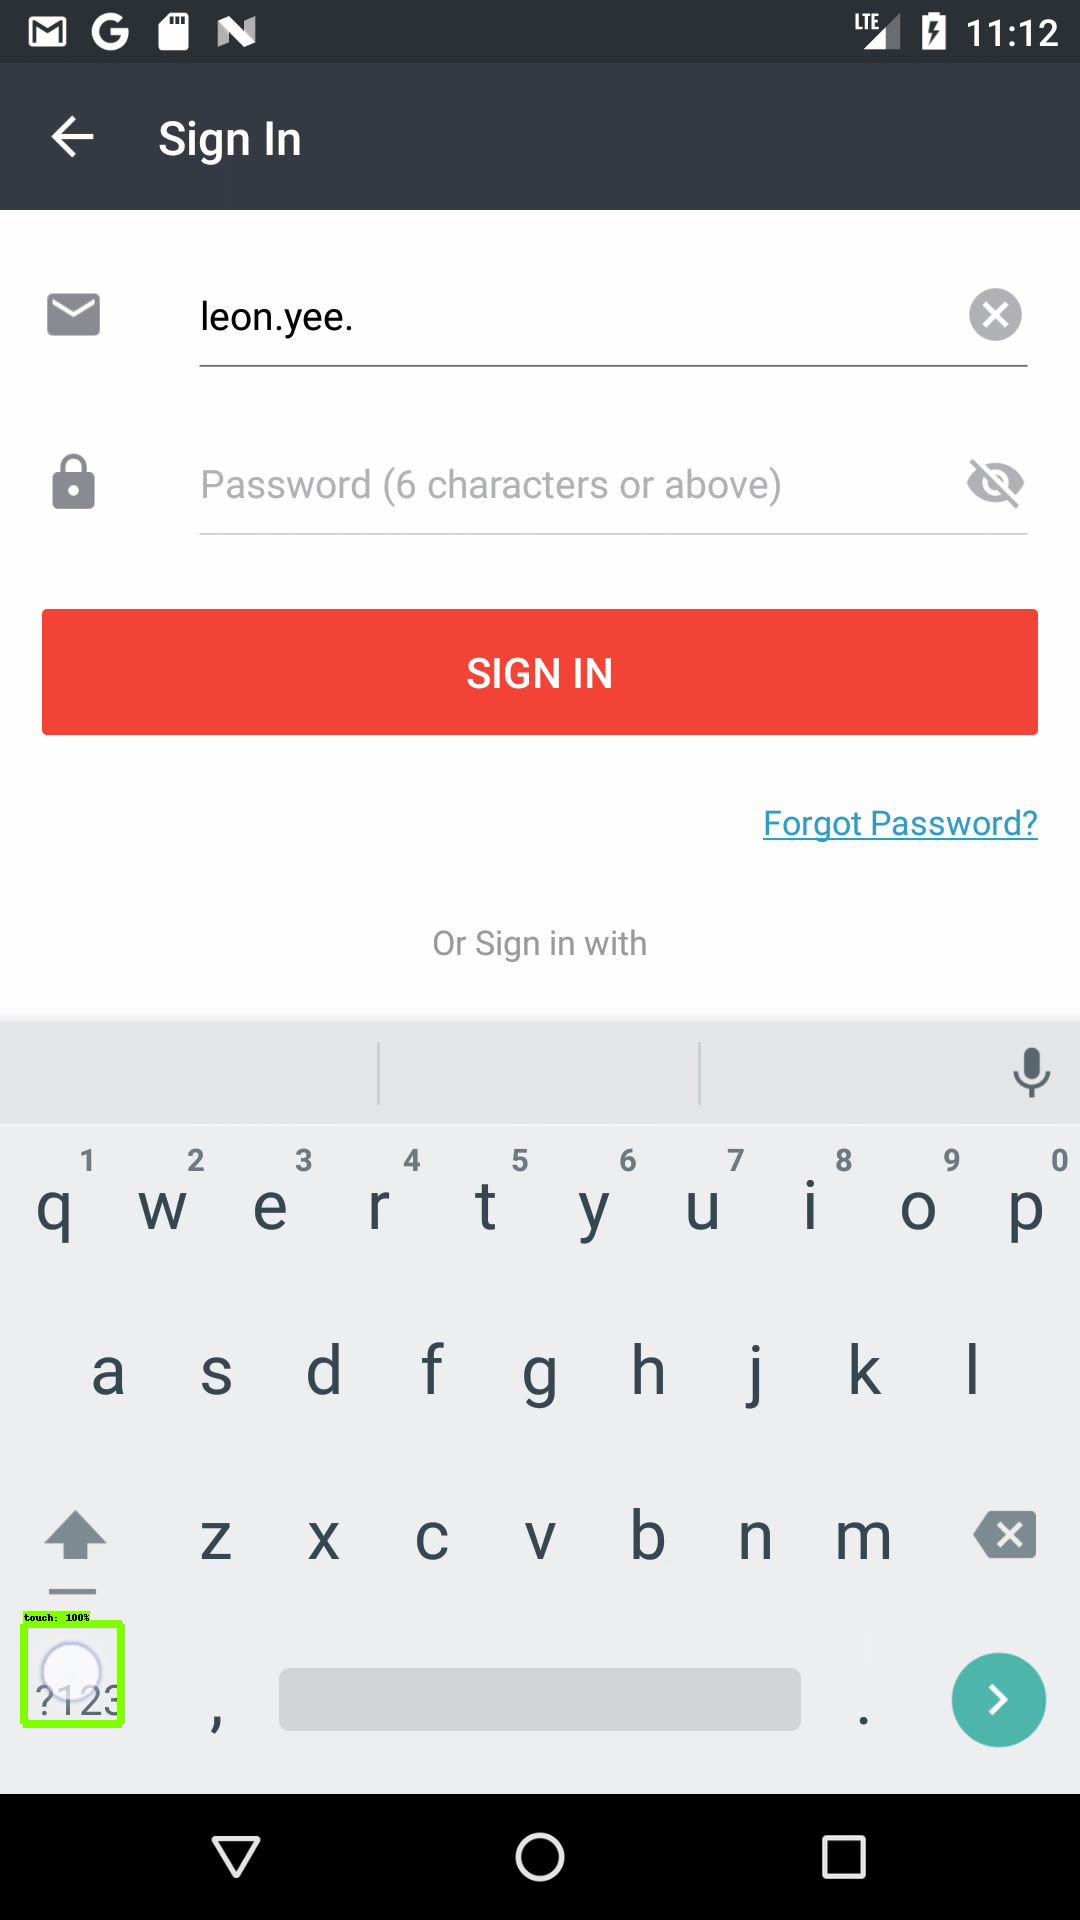 LTE 11:12
Sign In
leon.yee.
Password (6 characters or above)
SIGN IN
Forgot Password?
Or Sign in with
1 2 3 4 5 6 7 8 9 0
q w e r t y u i o p
a s d f g h j k l
z x c v b n m
touch: 100%
?123 , .